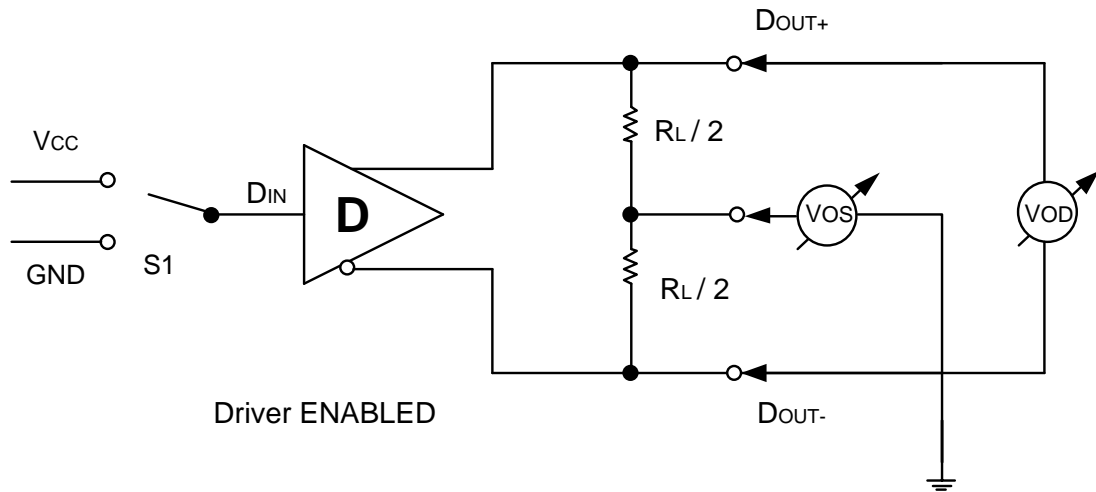 DOUT+
VCC
RL / 2
DIN
D
VOS
VOD
GND
S1
RL / 2
Driver ENABLED
DOUT-